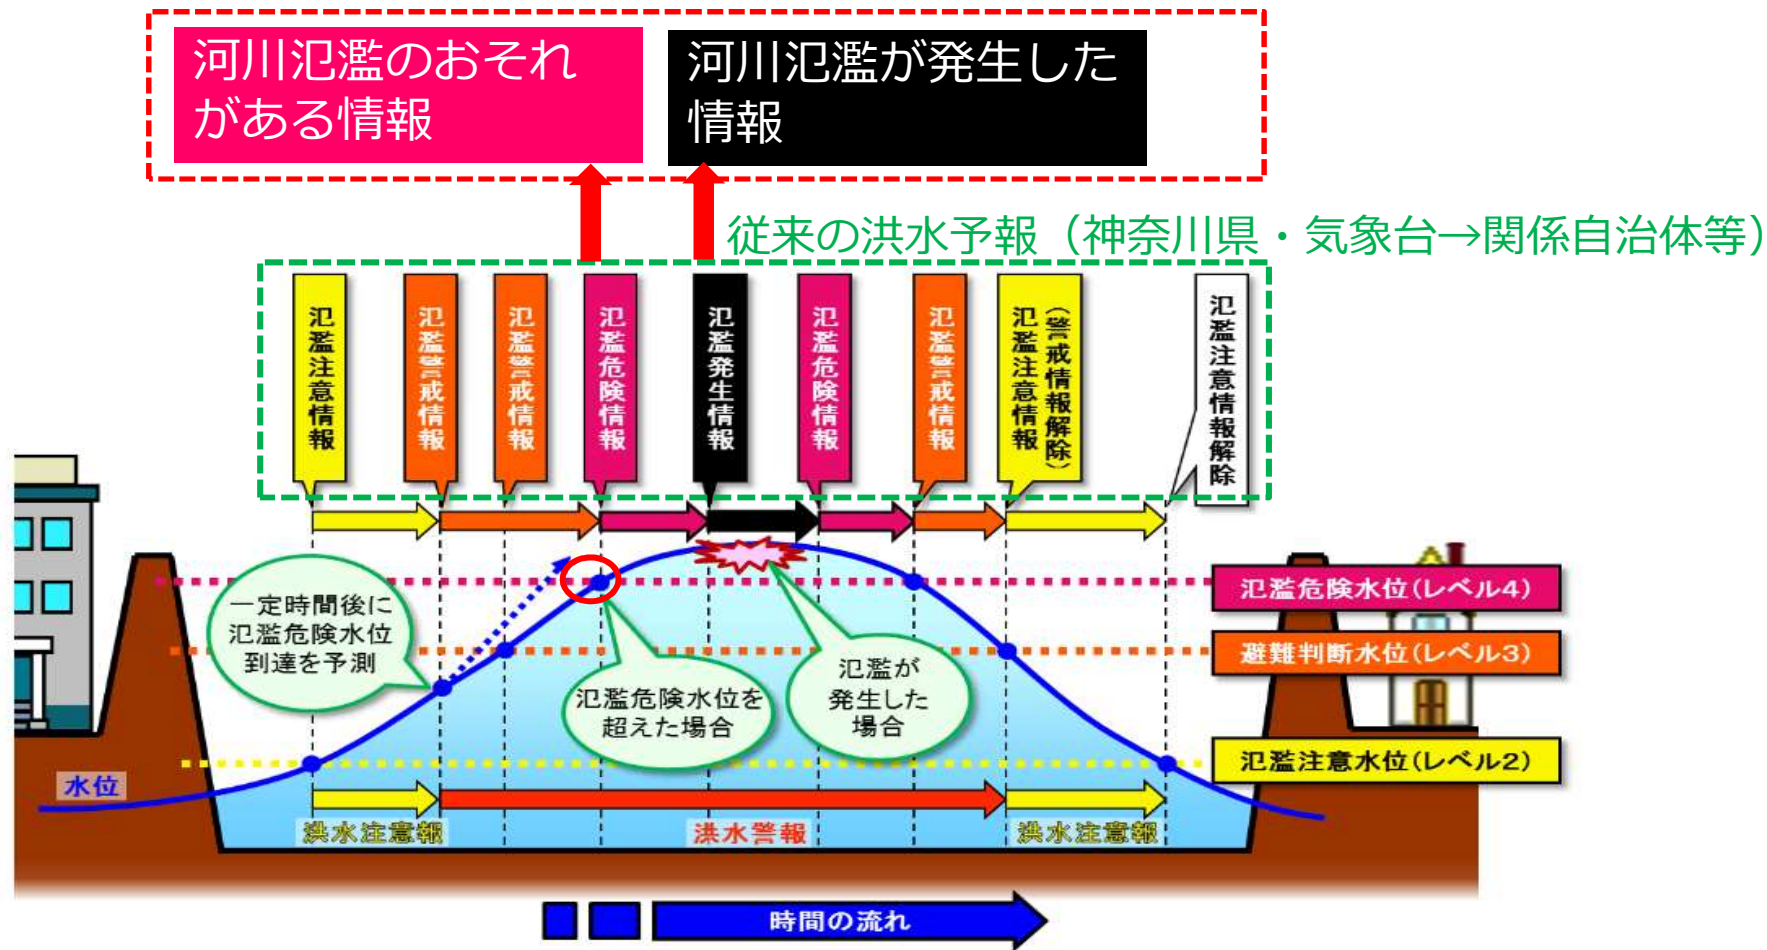 河川氾濫のおそれ
がある情報
河川氾濫が発生した
情報
従来の洪水予報（神奈川県・気象台→関係自治体等）
氾濫注意情報
氾濫警戒情報
氾濫警戒情報
氾濫危険情報
氾濫発生情報
氾濫危険情報
氾濫警戒情報
（警戒情報解除）
氾濫注意情報
氾濫注意情報解除
一定時間後に
氾濫危険水位
到達を予測
氾濫危険水位を
超えた場合
氾濫が
発生した
場合
氾濫危険水位(レベル4)
避難判断水位(レベル3)
氾濫注意水位(レベル2)
水位
洪水注意報
洪水警報
洪水注意報
時間の流れ